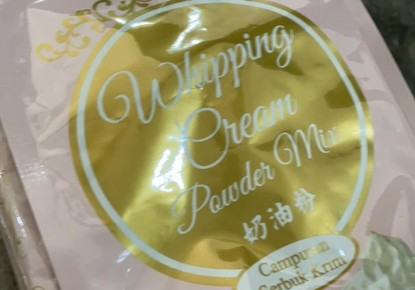 Whipping
Cream
Powder Mix
奶油粉
Campuran
Serbuk Krim